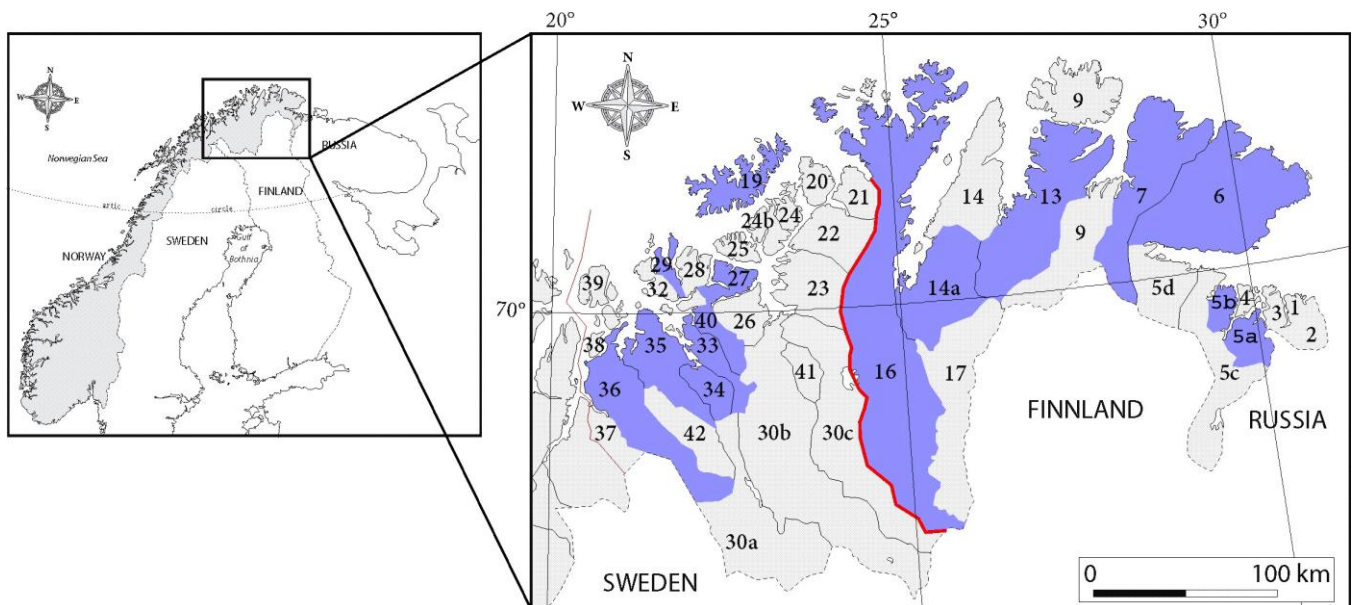 N
W E
S
Norwegian Sea
RUSSIA
FINLAND
artic circle
SWEDEN
Gulf
of
Bothnia
NORWAY
20° 25° 30°
N
W E
S
9
19
20
21
14
13
7
6
24b
24
22
25
9
29
28
39
32
27
23
14a
5d
5b
4
3
1
70°
40
26
5a
2
38
35
33
5c
36
34
41
16
17
FINNLAND
RUSSIA
37
42
30b
30c
30a
SWEDEN
0 100 km